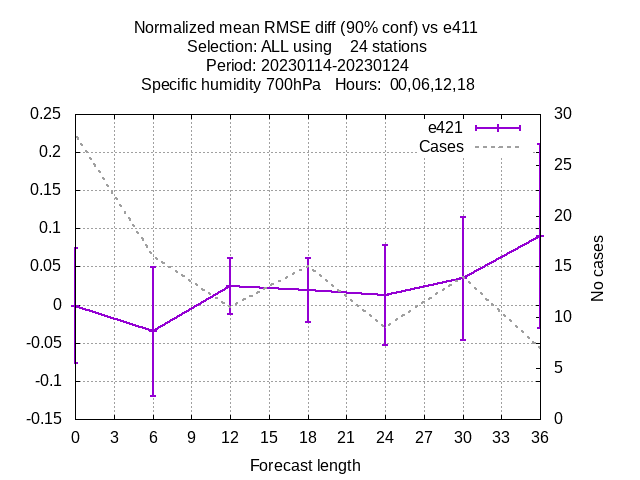 Normalized mean RMSE diff (90% conf) vs e411
Selection: ALL using    24 stations
Period: 20230114-20230124
Specific humidity 700hPa   Hours:  00,06,12,18
e421
Cases
0.25
0.2
0.15
0.1
0.05
0
-0.05
-0.1
-0.15
30
25
20
15
10
5
0
No cases
0 3 6 9 12 15 18 21 24 27 30 33 36
Forecast length